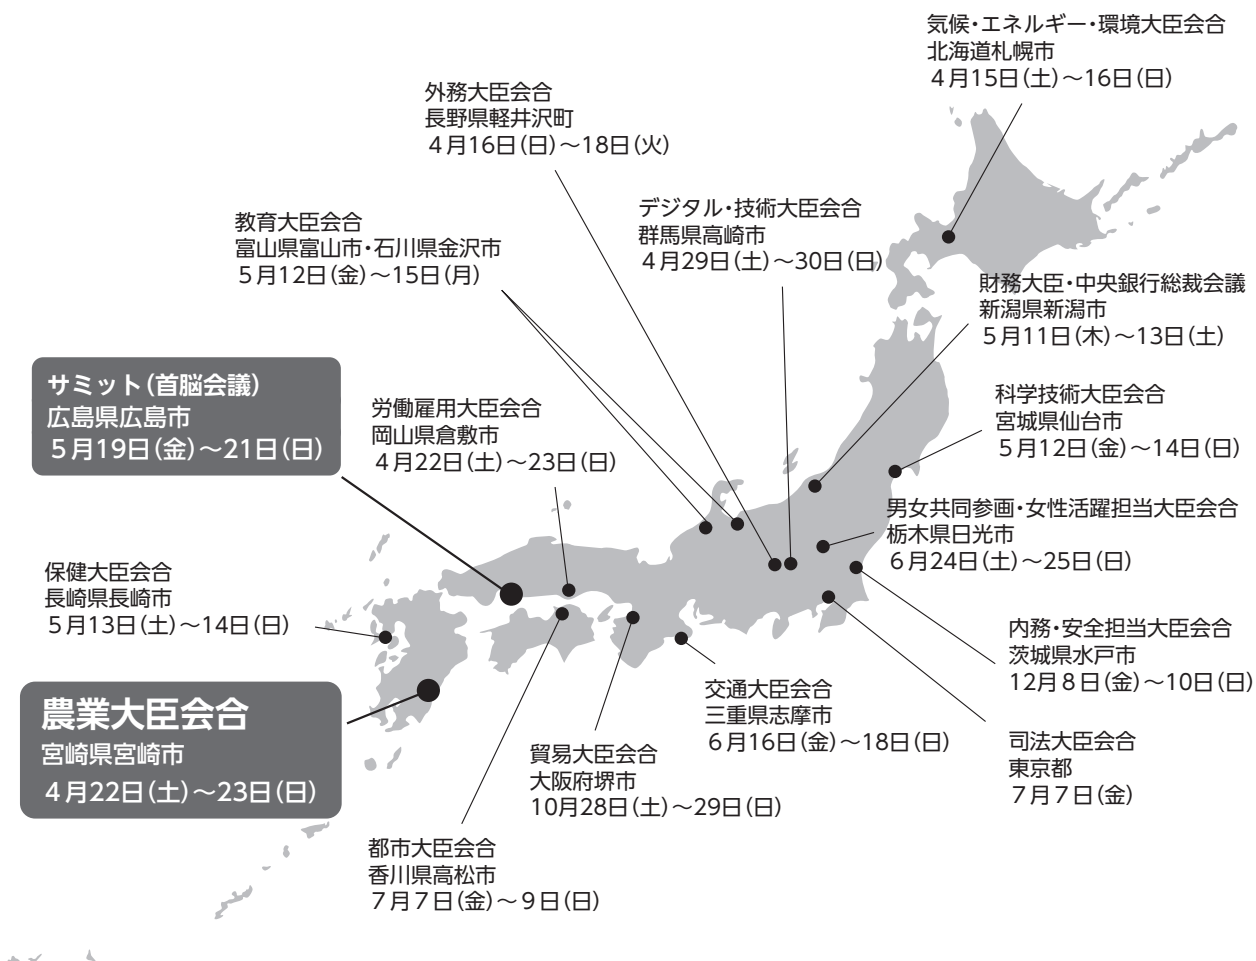 気候・エネルギー・環境大臣会合
北海道札幌市
4月15日(土)～16日(日)
外務大臣会合
長野県軽井沢町
4月16日(日)～18日(火)
デジタル・技術大臣会合
群馬県高崎市
4月29日(土)～30日(日)
教育大臣会合
富山県富山市・石川県金沢市
5月12日(金)～15日(月)
財務大臣・中央銀行総裁会議
新潟県新潟市
5月11日(木)～13日(土)
サミット(首脳会議)
広島県広島市
5月19日(金)～21日(日)
労働雇用大臣会合
岡山県倉敷市
4月22日(土)～23日(日)
科学技術大臣会合
宮城県仙台市
5月12日(金)～14日(日)
男女共同参画・女性活躍担当大臣会合
栃木県日光市
6月24日(土)～25日(日)
保健大臣会合
長崎県長崎市
5月13日(土)～14日(日)
内務・安全担当大臣会合
茨城県水戸市
12月8日(金)～10日(日)
農業大臣会合
宮崎県宮崎市
4月22日(土)～23日(日)
交通大臣会合
三重県志摩市
6月16日(金)～18日(日)
司法大臣会合
東京都
7月7日(金)
貿易大臣会合
大阪府堺市
10月28日(土)～29日(日)
都市大臣会合
香川県高松市
7月7日(金)～9日(日)